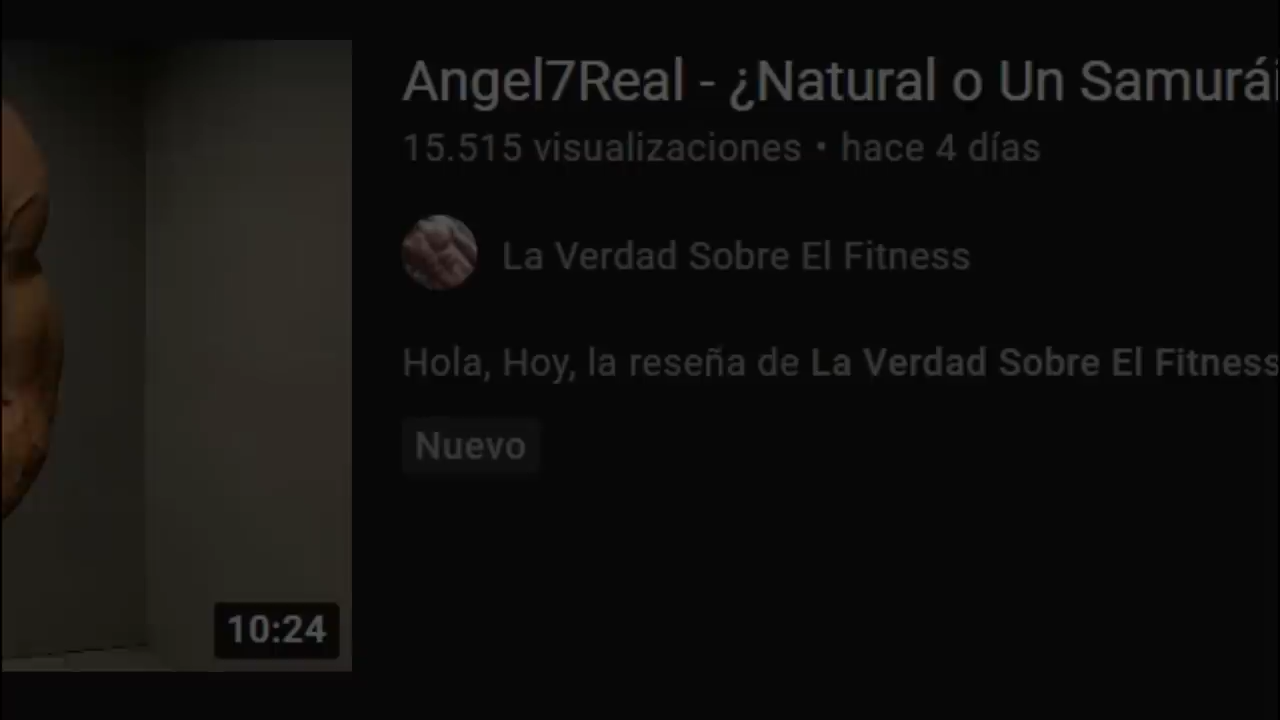 Angel7Real - ¿Natural o Un Samurái
15.515 visualizaciones • hace 4 días
La Verdad Sobre El Fitness
Hola, Hoy, la reseña de La Verdad Sobre El Fitness
Nuevo
10:24